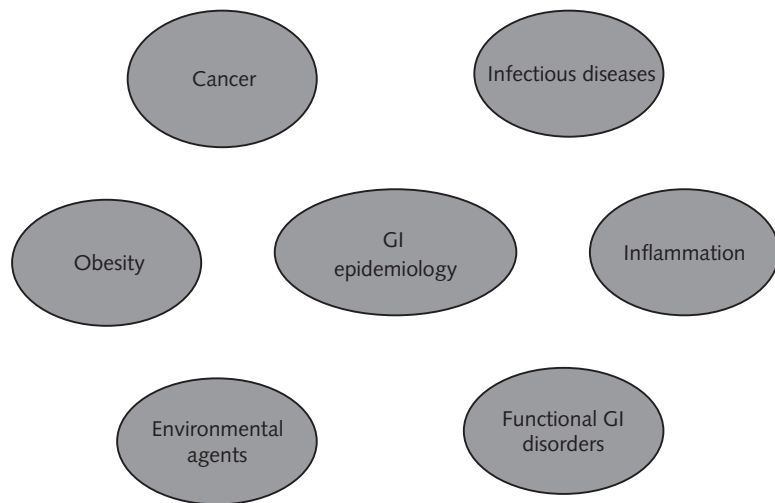 Cancer
Infectious diseases
Obesity
GI
epidemiology
Inflammation
Environmental
agents
Functional GI
disorders